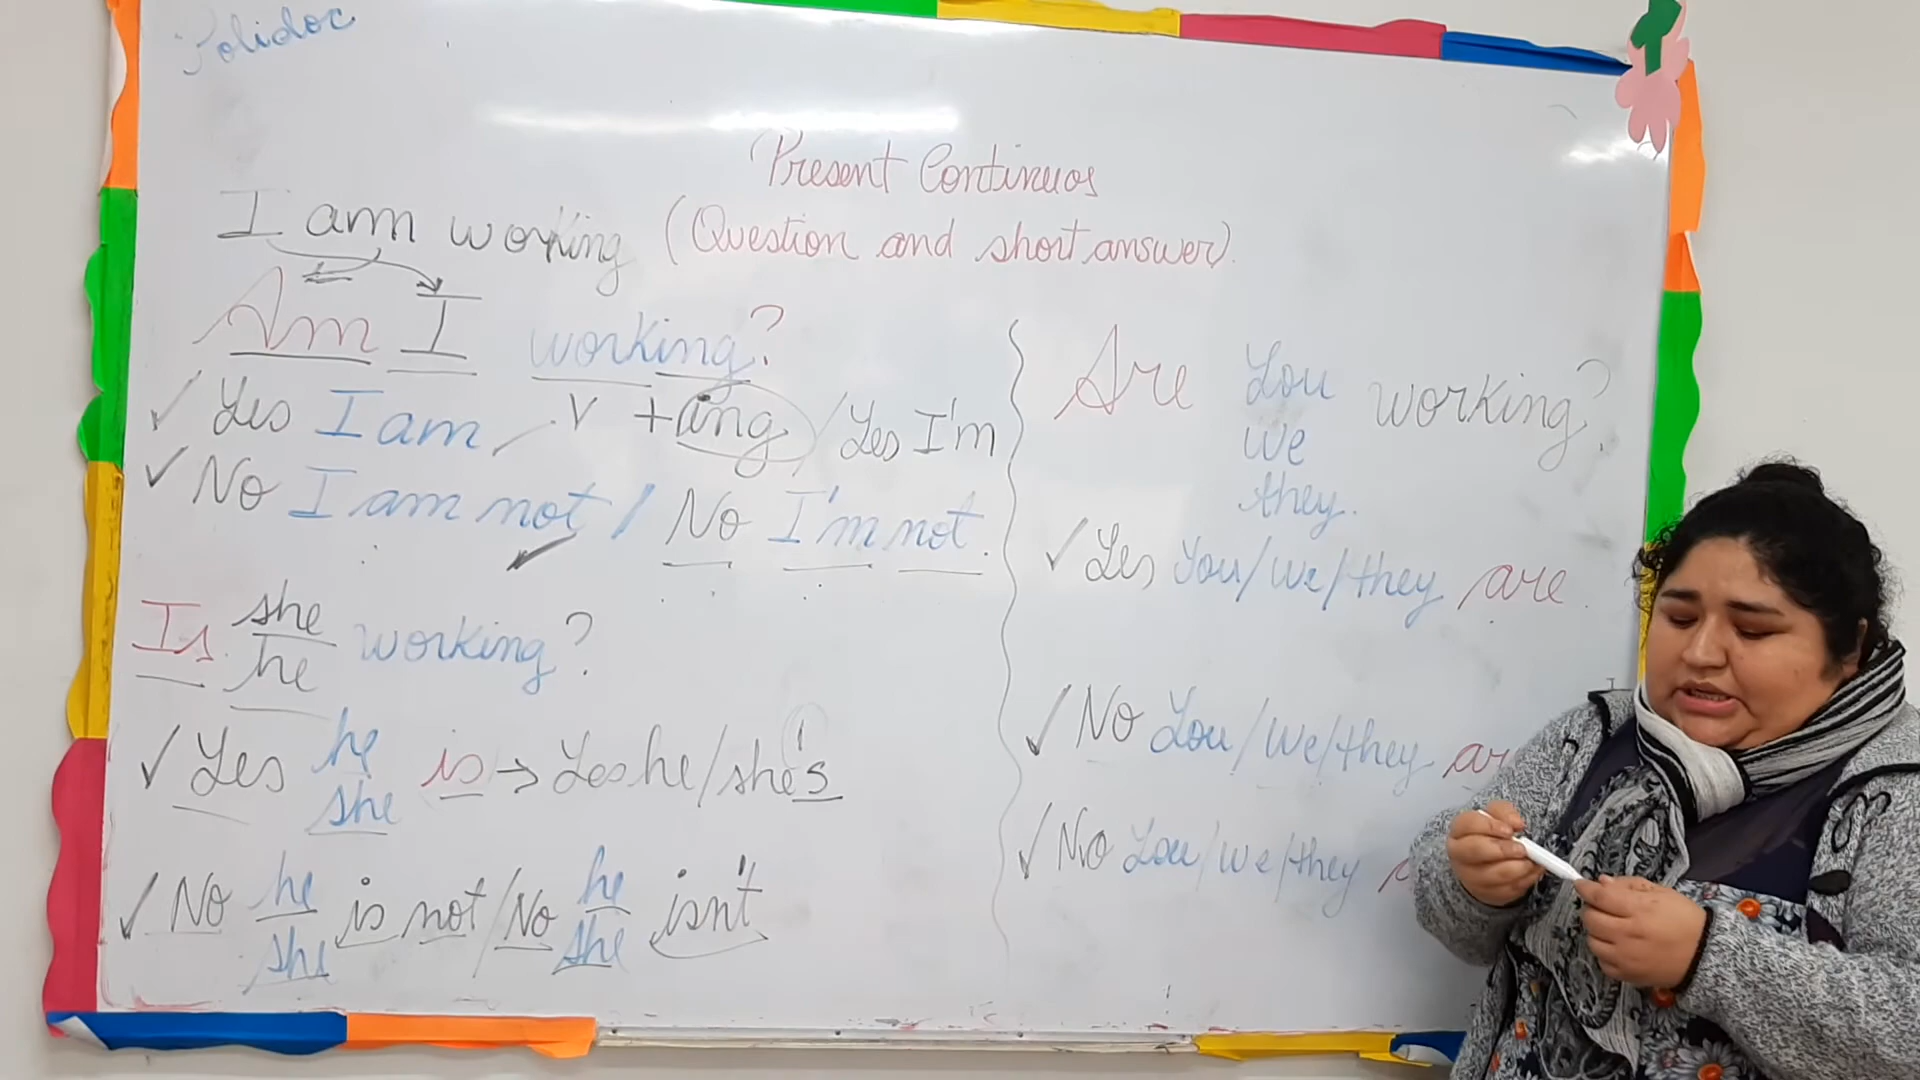 Polidoc
Present Continuos
I am working (Question and short answer).
Am I working?
V + ing / Yes I'm
✓ Yes I am /
✓ No I am not / No I'm not.
Is she working?
he
✓ Yes he is → Yes he/she's
she
✓ No he is not / No he isn't
she she
Are You working?
we
they.
✓ Yes You/we/they are.
✓ No You/we/they
✓ No You/we/they